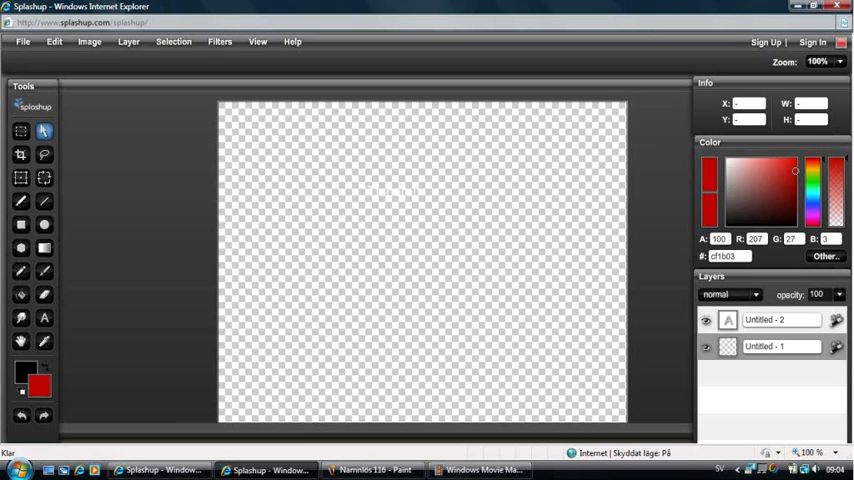 Splashup - Windows Internet Explorer
http://www.splashup.com/splashup/
File Edit Image Layer Selection Filters View Help
Sign Up | Sign In
Zoom: 100%
Tools
splashup
A
Info
X: - W: -
Y: - H: -
Color
A: 100 R: 207 G: 27 B: 3
#: cf1b03 Other..
Layers
normal opacity: 100
A Untitled - 2
Untitled - 1
Klar
Internet | Skyddat läge: På
100 %
Splashup - Window...
Splashup - Window...
Namnlös 116 - Paint
Windows Movie Ma...
SV
09:04